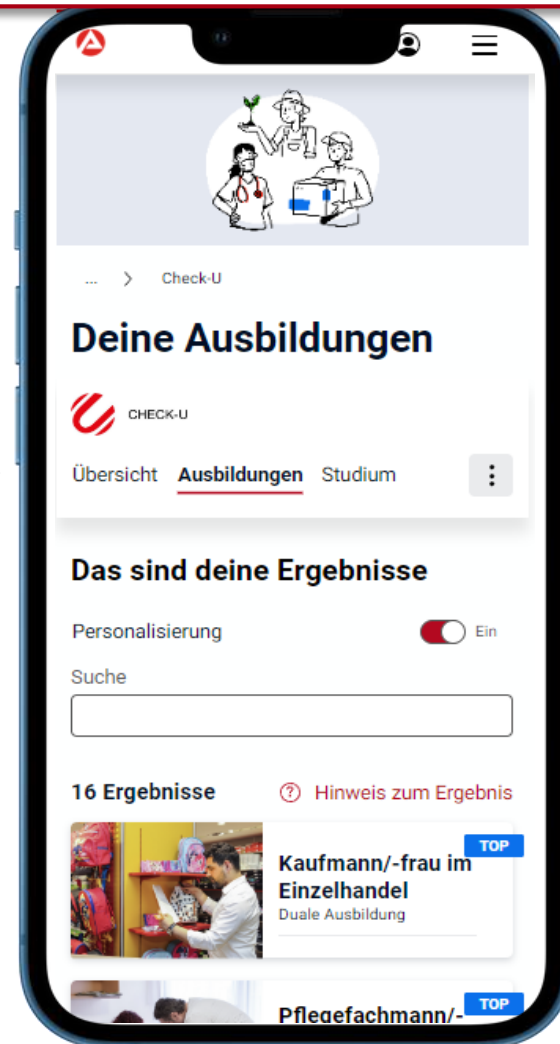 ... > Check-U
Deine Ausbildungen
CHECK-U
Übersicht Ausbildungen Studium
Das sind deine Ergebnisse
Personalisierung Ein
Suche
16 Ergebnisse ? Hinweis zum Ergebnis
TOP
Kaufmann/-frau im
Einzelhandel
Duale Ausbildung
TOP
Pflegefachmann/-